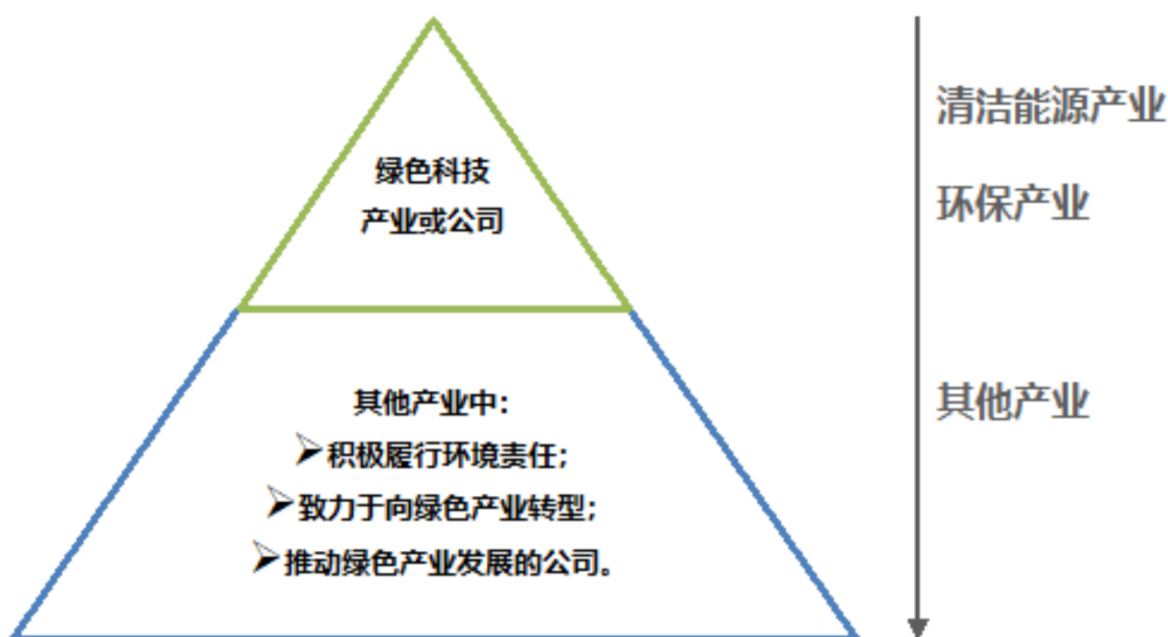 绿色科技
产业或公司
其他产业中：
➢积极履行环境责任；
➢致力于向绿色产业转型；
➢推动绿色产业发展的公司。
清洁能源产业
环保产业
其他产业